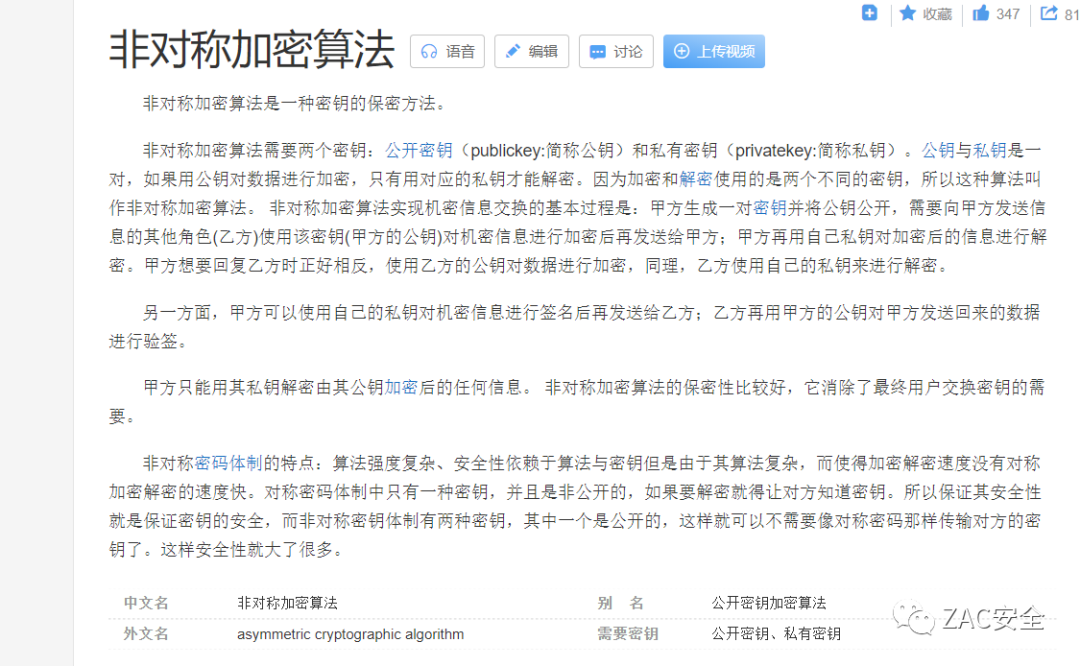 收藏 347 81
非对称加密算法 语音 编辑 讨论 上传视频
非对称加密算法是一种密钥的保密方法。
非对称加密算法需要两个密钥：公开密钥（publickey:简称公钥）和私有密钥（privatekey:简称私钥）。公钥与私钥是一
对，如果用公钥对数据进行加密，只有用对应的私钥才能解密。因为加密和解密使用的是两个不同的密钥，所以这种算法叫
作非对称加密算法。 非对称加密算法实现机密信息交换的基本过程是：甲方生成一对密钥并将公钥公开，需要向甲方发送信
息的其他角色(乙方)使用该密钥(甲方的公钥)对机密信息进行加密后再发送给甲方；甲方再用自己私钥对加密后的信息进行解
密。甲方想要回复乙方时正好相反，使用乙方的公钥对数据进行加密，同理，乙方使用自己的私钥来进行解密。
另一方面，甲方可以使用自己的私钥对机密信息进行签名后再发送给乙方；乙方再用甲方的公钥对甲方发送回来的数据
进行验签。
甲方只能用其私钥解密由其公钥加密后的任何信息。 非对称加密算法的保密性比较好，它消除了最终用户交换密钥的需
要。
非对称密码体制的特点：算法强度复杂、安全性依赖于算法与密钥但是由于其算法复杂，而使得加密解密速度没有对称
加密解密的速度快。对称密码体制中只有一种密钥，并且是非公开的，如果要解密就得让对方知道密钥。所以保证其安全性
就是保证密钥的安全，而非对称密钥体制有两种密钥，其中一个是公开的，这样就可以不需要像对称密码那样传输对方的密
钥了。这样安全性就大了很多。
中文名 非对称加密算法 别 名 公开密钥加密算法
外文名 asymmetric cryptographic algorithm 需要密钥 公开密钥、私有密钥
ZAC安全